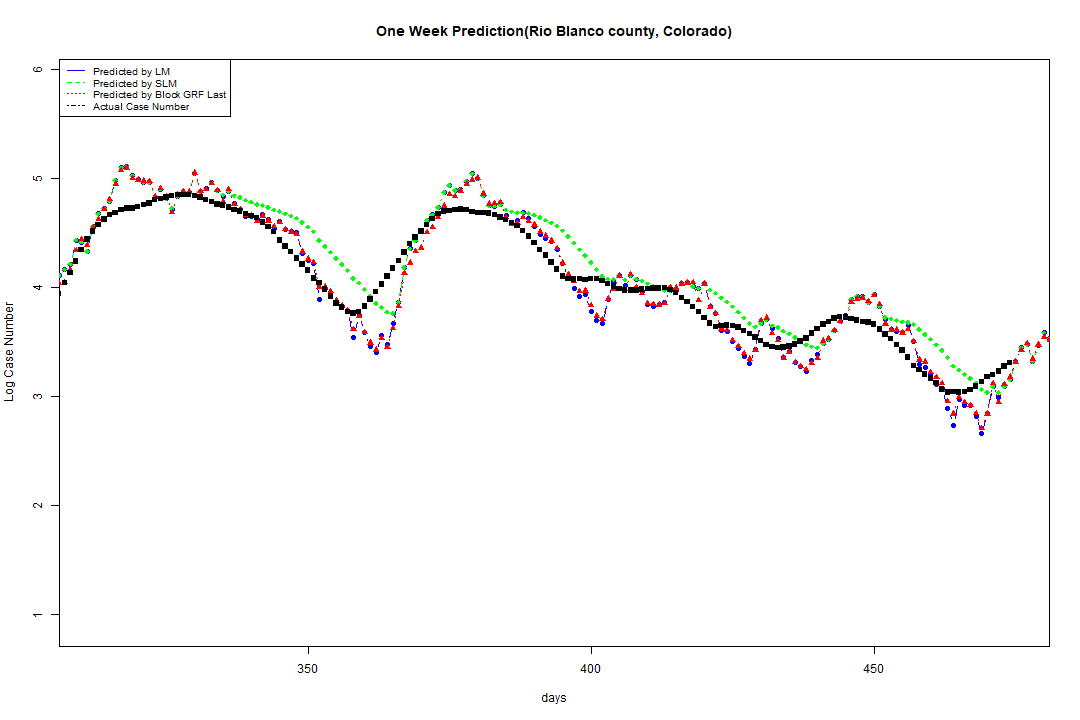 One Week Prediction(Rio Blanco county, Colorado)
Predicted by LM
Predicted by SLM
Predicted by Block GRF Last
Actual Case Number
6
5
4
3
2
1
Log Case Number
350
400
450
days